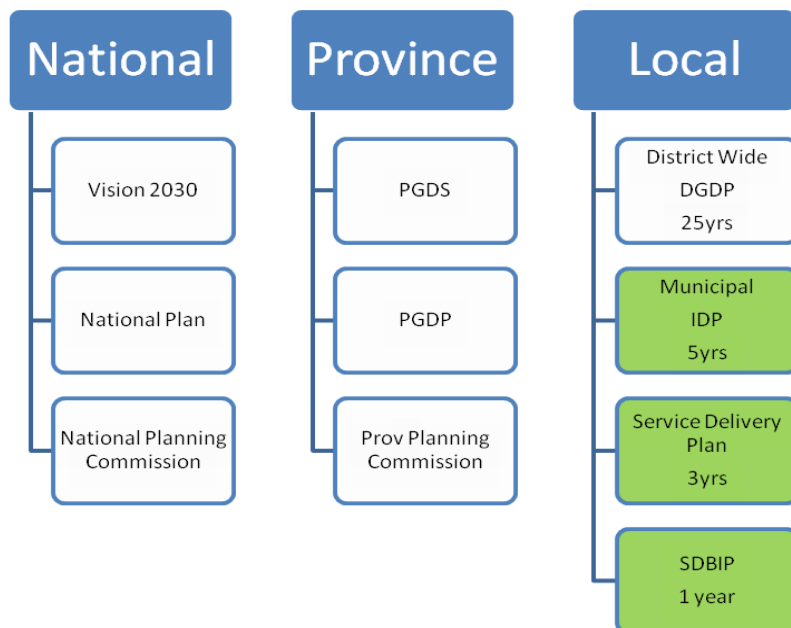 National
Vision 2030
National Plan
National Planning
Commission
Province
PGDS
PGDP
Prov Planning
Commission
Local
District Wide
DGDP
25yrs
Municipal
IDP
5yrs
Service Delivery
Plan
3yrs
SDBIP
1 year